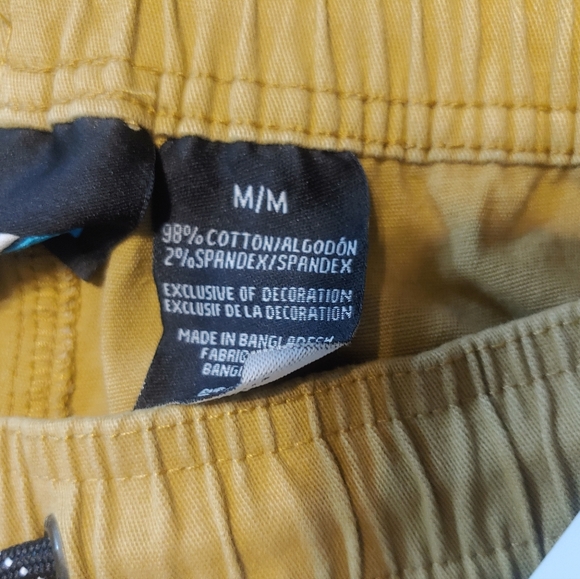 M/M
98% COTTON/ALGODÓN
2% SPANDEX/SPANDEX
EXCLUSIVE OF DECORATION
EXCLUSIF DE LA DECORATION
MADE IN BANGLADESH